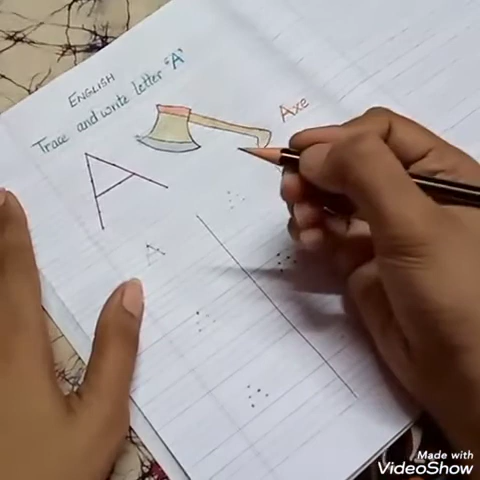 ENGLISH
Trace and write letter "A"
Axe
A
A
Made with
VideoShow